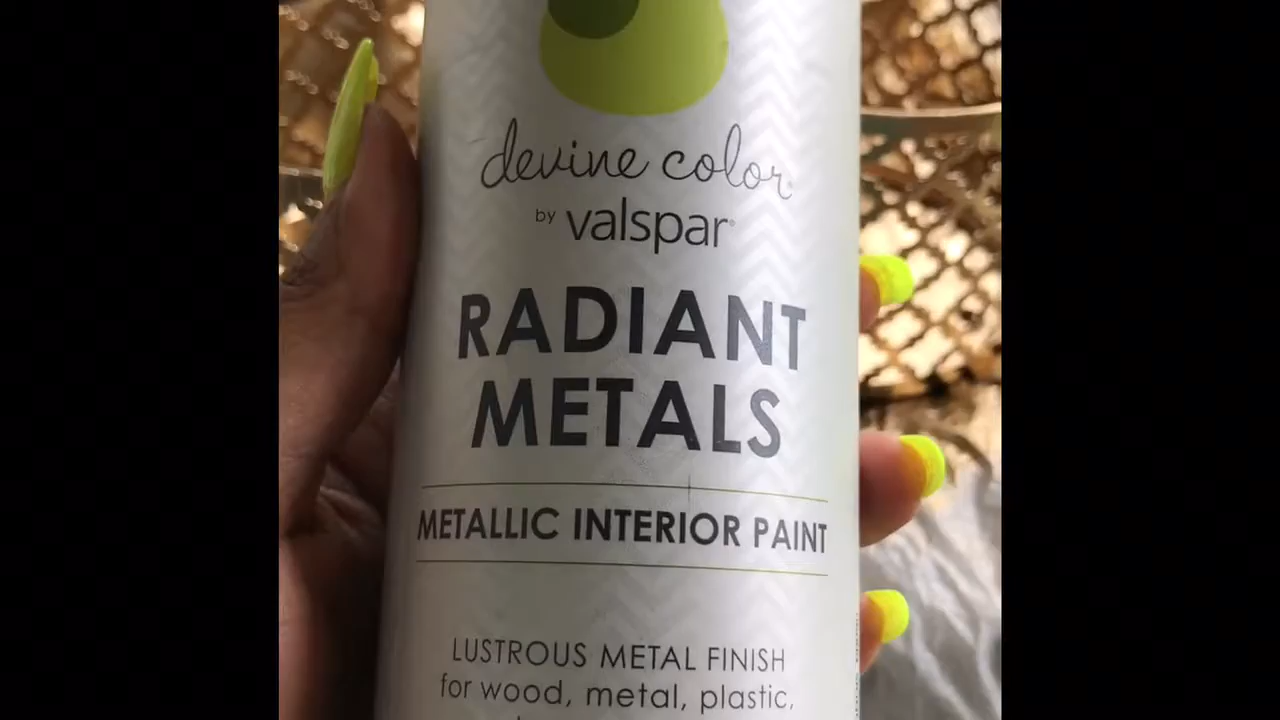 devine color®
by valspar®
RADIANT
METALS
METALLIC INTERIOR PAINT
LUSTROUS METAL FINISH
for wood, metal, plastic,